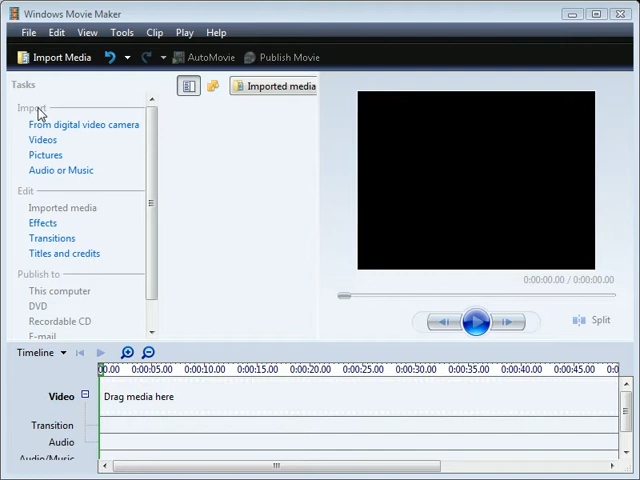 Windows Movie Maker
File Edit View Tools Clip Play Help
Import Media AutoMovie Publish Movie
Tasks
Imported media
Import
From digital video camera
Videos
Pictures
Audio or Music
Edit
Imported media
Effects
Transitions
Titles and credits
Publish to
This computer
DVD
Recordable CD
E-mail
0:00:00.00 / 0:00:00.00
Split
Timeline
00.00 0:00:05.00 0:00:10.00 0:00:15.00 0:00:20.00 0:00:25.00 0:00:30.00 0:00:35.00 0:00:40.00 0:00:45.00 0:0
Video Drag media here
Transition
Audio
Audio/Music